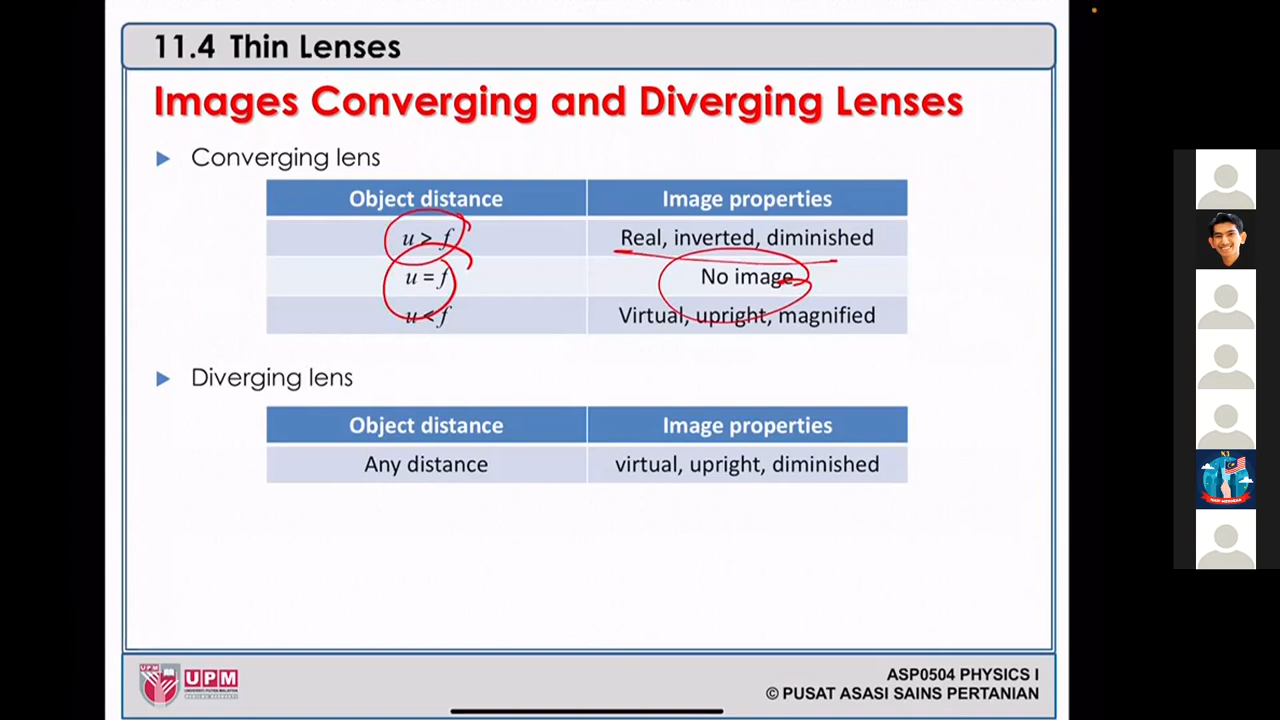 11.4 Thin Lenses
Images Converging and Diverging Lenses
Converging lens
Object distance Image properties
u > f Real, inverted, diminished
u = f No image
u < f Virtual, upright, magnified
Diverging lens
Object distance Image properties
Any distance virtual, upright, diminished
UPM
UPM
ASP0504 PHYSICS I
© PUSAT ASASI SAINS PERTANIAN